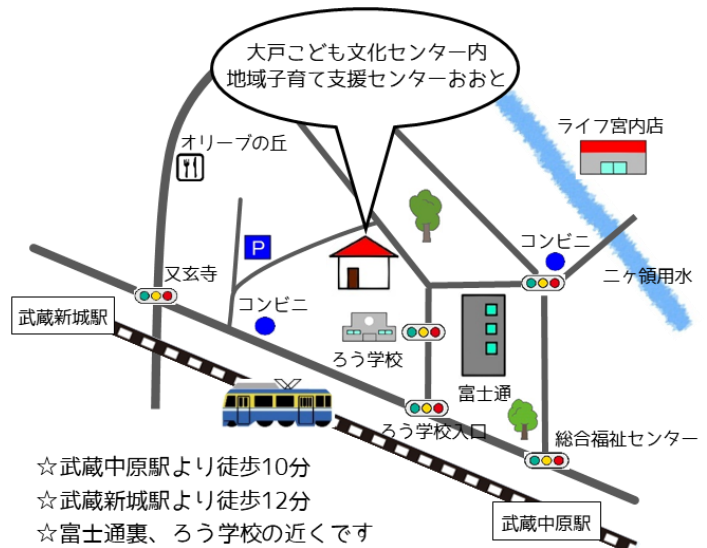 大戸こども文化センター内
地域子育て支援センターおおと
ライフ宮内店
オリーブの丘
P
コンビニ
又玄寺
二ヶ領用水
コンビニ
武蔵新城駅
ろう学校
富士通
ろう学校入口
総合福祉センター
☆武蔵中原駅より徒歩10分
☆武蔵新城駅より徒歩12分
武蔵中原駅
☆富士通裏、ろう学校の近くです